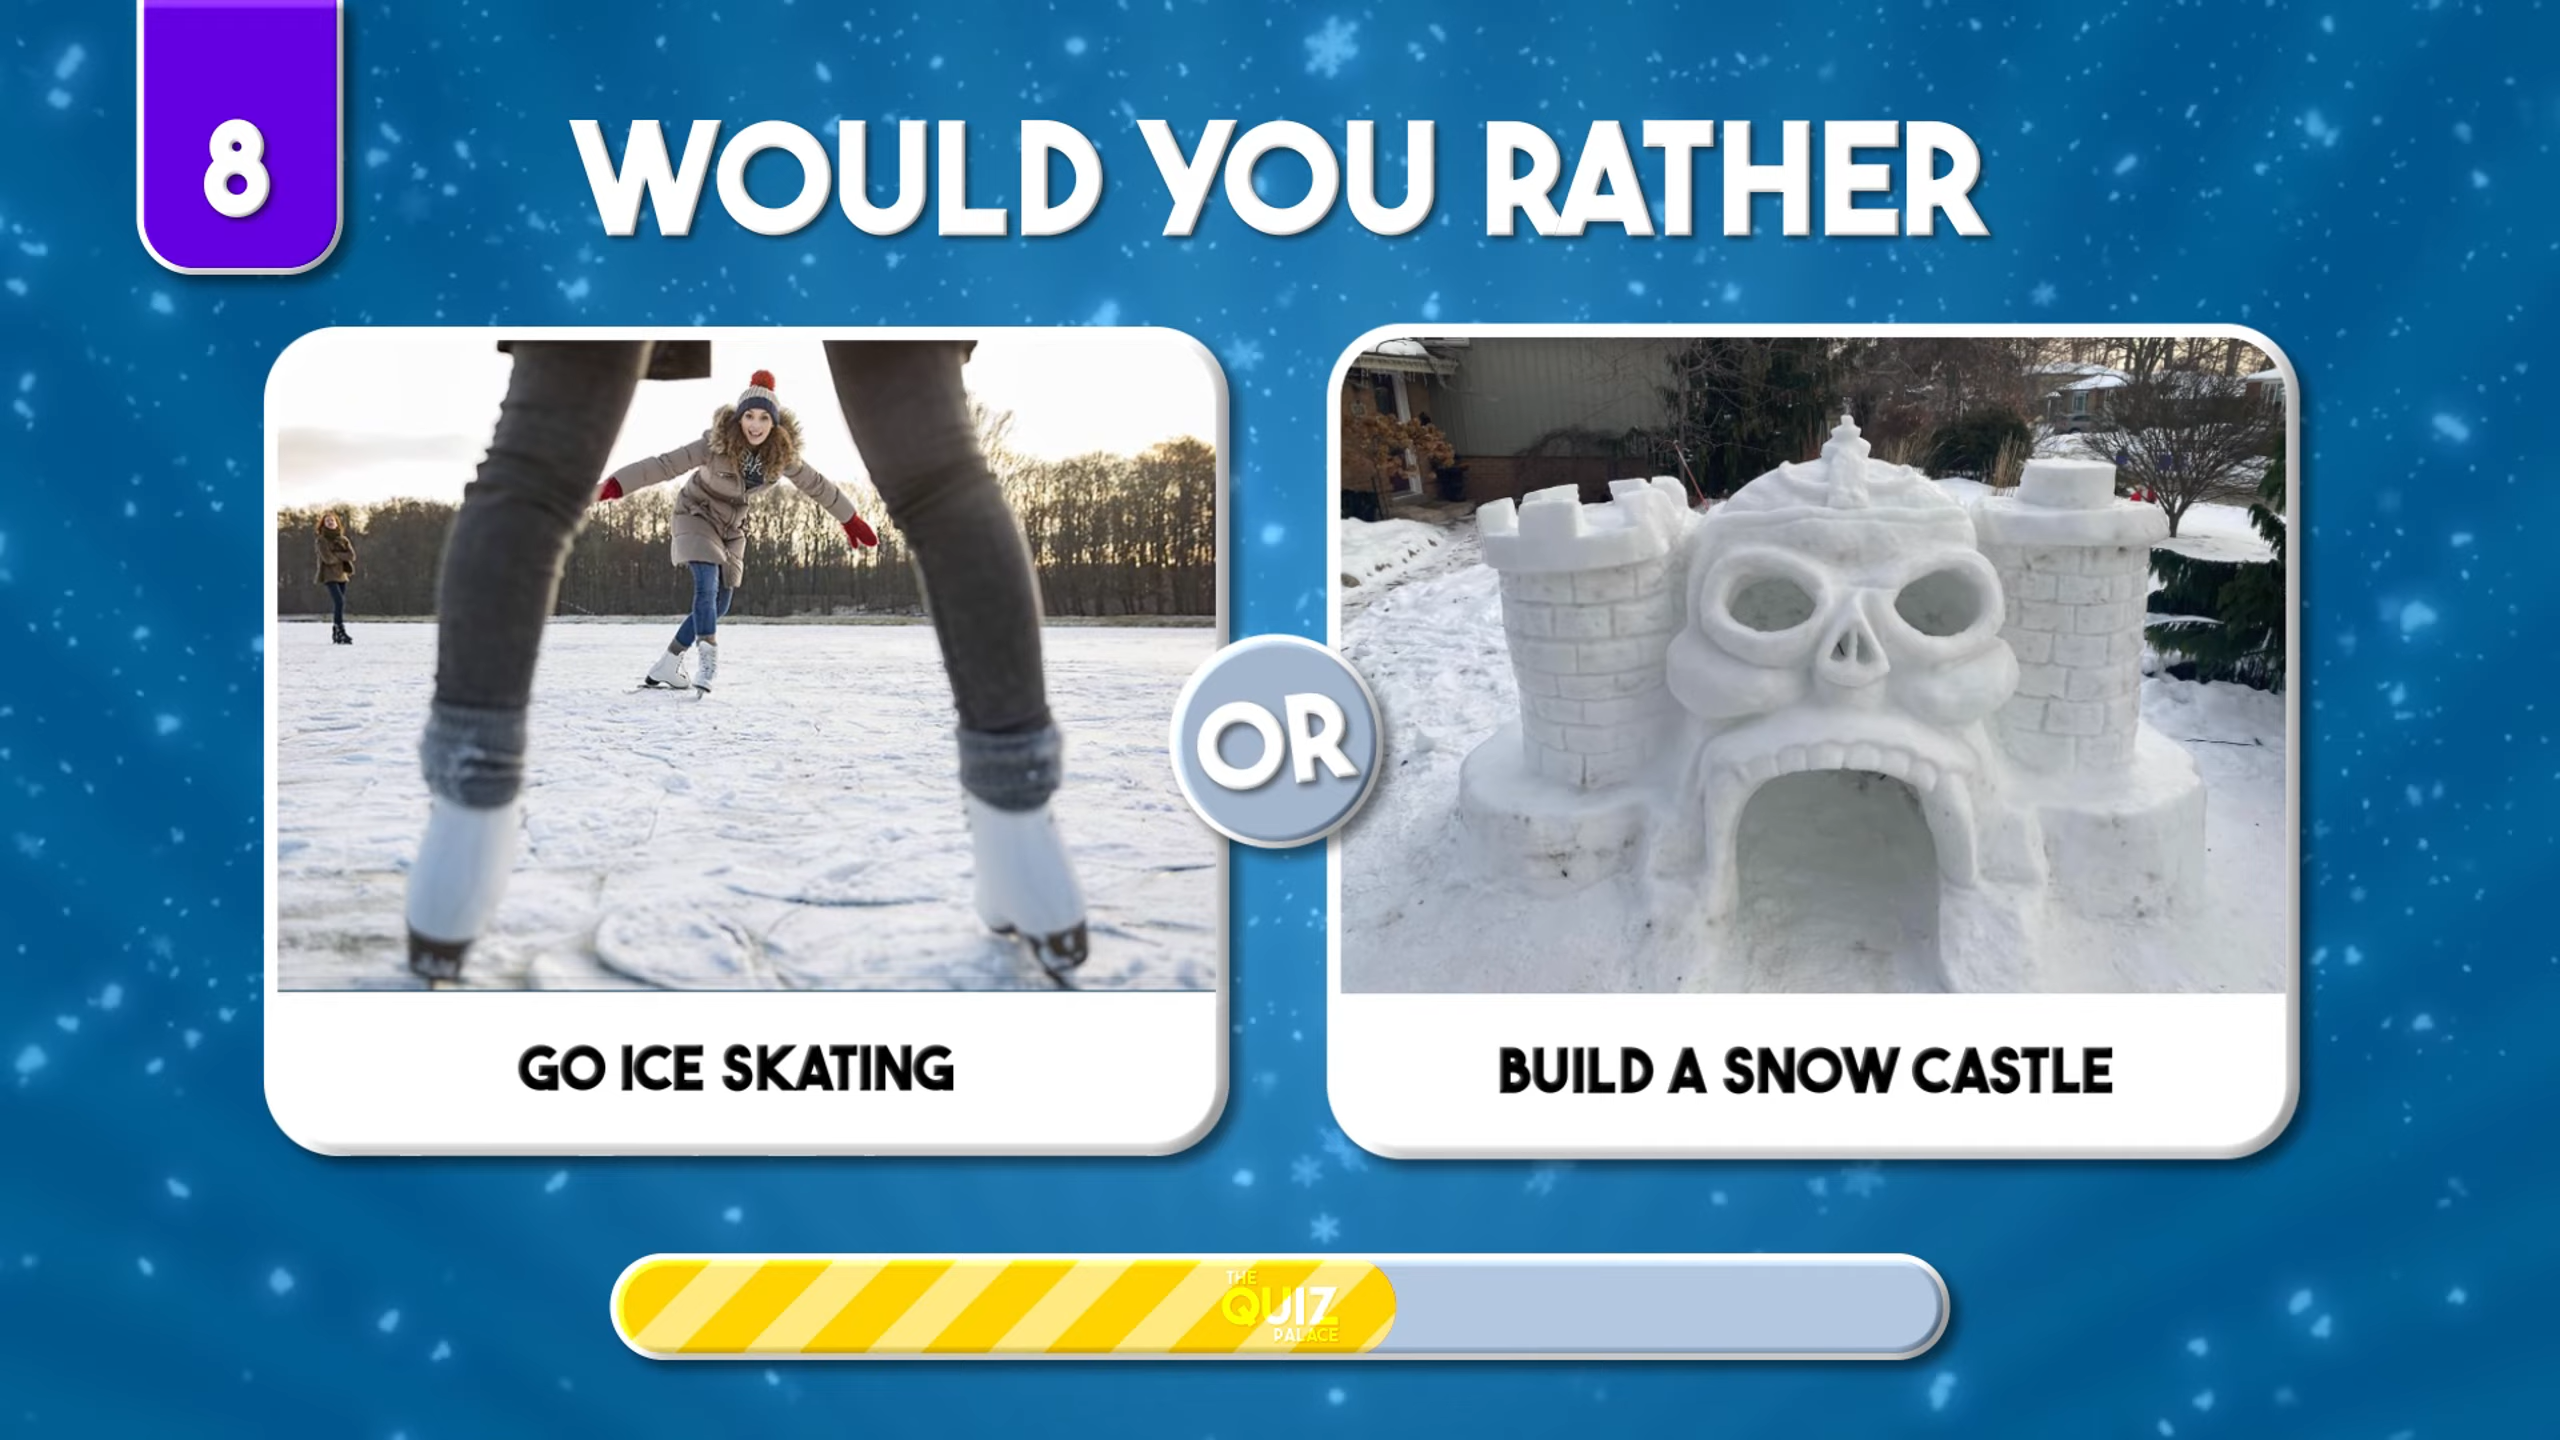 8
WOULD YOU RATHER
OR
GO ICE SKATING
BUILD A SNOW CASTLE
THE
QUIZ
PALACE